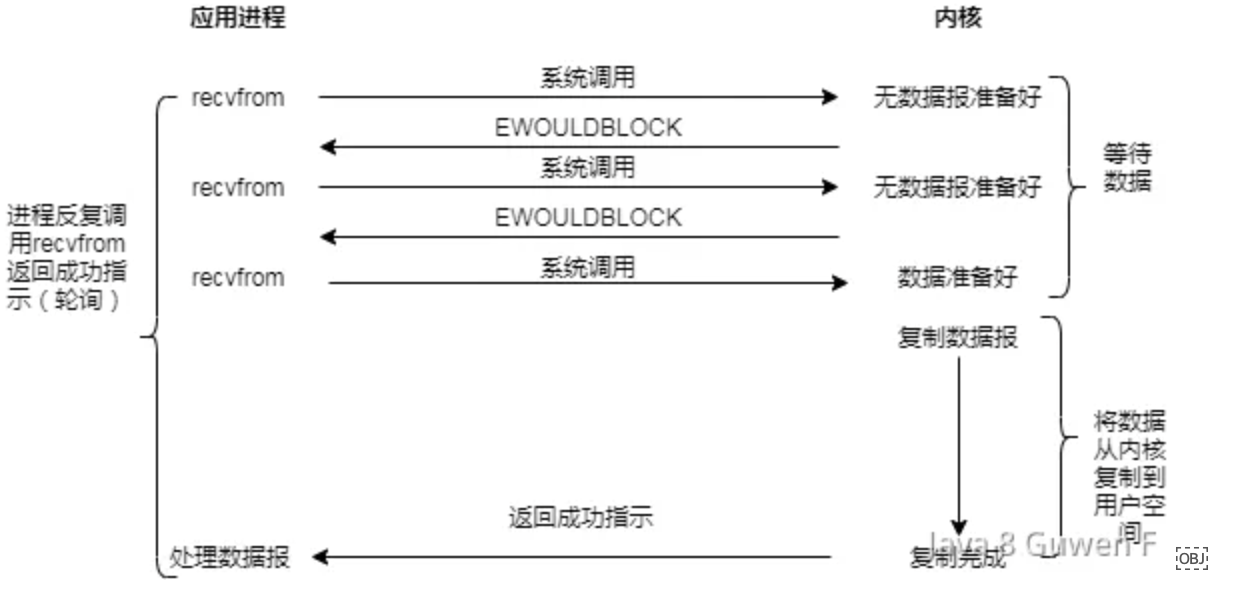 应用进程
内核
系统调用
recvfrom
无数据报准备好
EWOULDBLOCK
系统调用
recvfrom
无数据报准备好
EWOULDBLOCK
系统调用
recvfrom
数据准备好
等待
数据
进程反复调
用recvfrom
返回成功指
示（轮询）
复制数据报
将数据
从内核
复制到
用户空
间
返回成功指示
处理数据报
复制完成
Java 8 Guwen F
OBJ